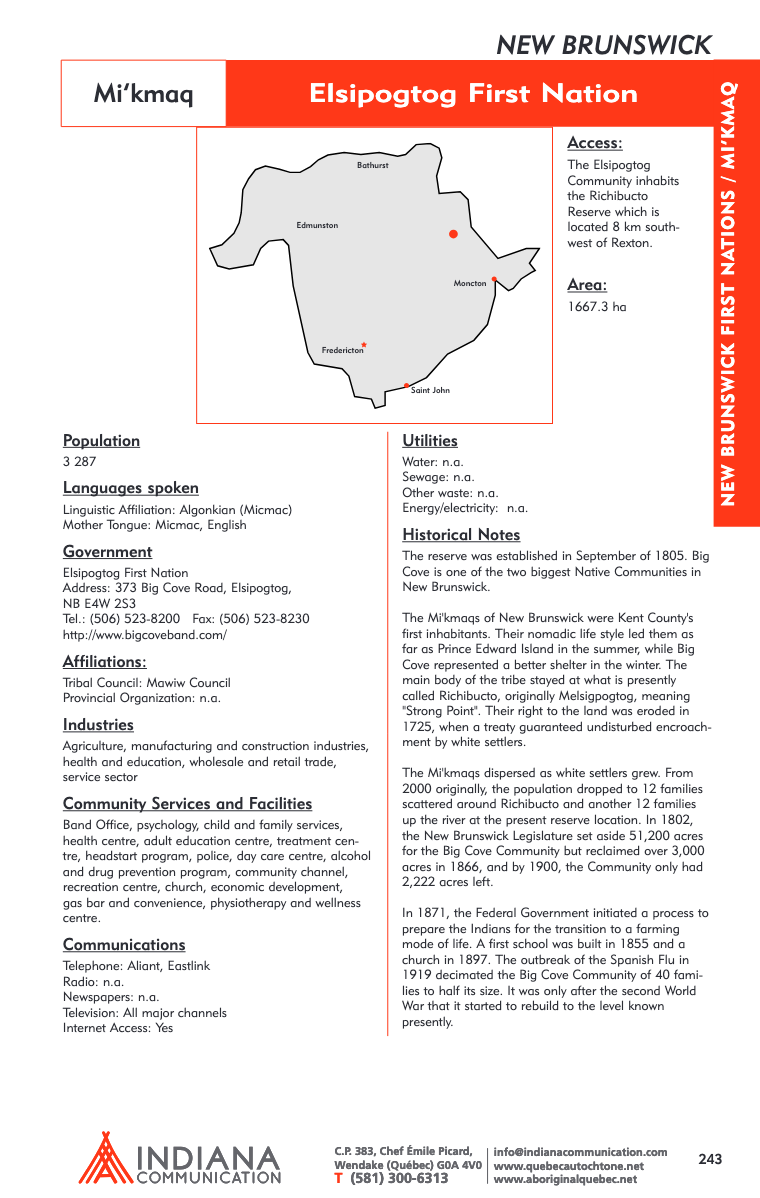 NEW BRUNSWICK
Mi'kmaq
Elsipogtog First Nation
NEW BRUNSWICK FIRST NATIONS / MI'KMAQ
Bathurst
Edmunston
Moncton
Fredericton
Saint John
Access:
The Elsipogtog
Community inhabits
the Richibucto
Reserve which is
located 8 km south-
west of Rexton.
Area:
1667.3 ha
Population
3 287
Languages spoken
Linguistic Affiliation: Algonkian (Micmac)
Mother Tongue: Micmac, English
Government
Elsipogtog First Nation
Address: 373 Big Cove Road, Elsipogtog,
NB E4W 2S3
Tel.: (506) 523-8200 Fax: (506) 523-8230
http://www.bigcoveband.com/
Affiliations:
Tribal Council: Mawiw Council
Provincial Organization: n.a.
Industries
Agriculture, manufacturing and construction industries,
health and education, wholesale and retail trade,
service sector
Community Services and Facilities
Band Office, psychology, child and family services,
health centre, adult education centre, treatment cen-
tre, headstart program, police, day care centre, alcohol
and drug prevention program, community channel,
recreation centre, church, economic development,
gas bar and convenience, physiotherapy and wellness
centre.
Communications
Telephone: Aliant, Eastlink
Radio: n.a.
Newspapers: n.a.
Television: All major channels
Internet Access: Yes
Utilities
Water: n.a.
Sewage: n.a.
Other waste: n.a.
Energy/electricity: n.a.
Historical Notes
The reserve was established in September of 1805. Big
Cove is one of the two biggest Native Communities in
New Brunswick.
The Mi'kmaqs of New Brunswick were Kent County's
first inhabitants. Their nomadic life style led them as
far as Prince Edward Island in the summer, while Big
Cove represented a better shelter in the winter. The
main body of the tribe stayed at what is presently
called Richibucto, originally Melsigpogtog, meaning
"Strong Point". Their right to the land was eroded in
1725, when a treaty guaranteed undisturbed encroach-
ment by white settlers.
The Mi'kmaqs dispersed as white settlers grew. From
2000 originally, the population dropped to 12 families
scattered around Richibucto and another 12 families
up the river at the present reserve location. In 1802,
the New Brunswick Legislature set aside 51,200 acres
for the Big Cove Community but reclaimed over 3,000
acres in 1866, and by 1900, the Community only had
2,222 acres left.
In 1871, the Federal Government initiated a process to
prepare the Indians for the transition to a farming
mode of life. A first school was built in 1855 and a
church in 1897. The outbreak of the Spanish Flu in
1919 decimated the Big Cove Community of 40 fami-
lies to half its size. It was only after the second World
War that it started to rebuild to the level known
presently.
INDIANA
COMMUNICATION
C.P. 383, Chef Émile Picard,
Wendake (Québec) G0A 4V0
T (581) 300-6313
info@indianacommunication.com
www.quebecautochtone.net
www.aboriginalquebec.net
243